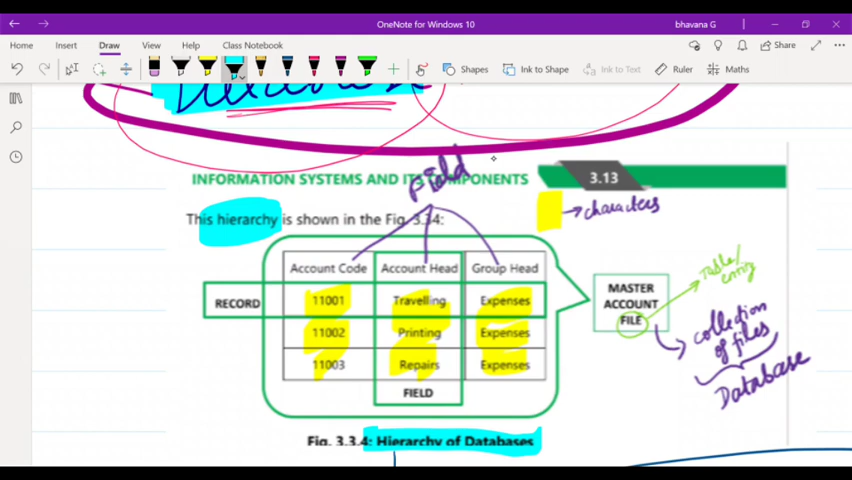 OneNote for Windows 10
bhavana G
Home Insert Draw View Help Class Notebook
Share
Shapes Ink to Shape Ink to Text Ruler Maths
Field
INFORMATION SYSTEMS AND ITS COMPONENTS 3.13
This hierarchy is shown in the Fig. 3.3.4:
characters
Account Code Account Head Group Head
RECORD 11001 Travelling Expenses
11002 Printing Expenses
11003 Repairs Expenses
FIELD
MASTER
ACCOUNT
FILE
Table/
entity
collection
of files
Database
Fig. 3.3.4: Hierarchy of Databases